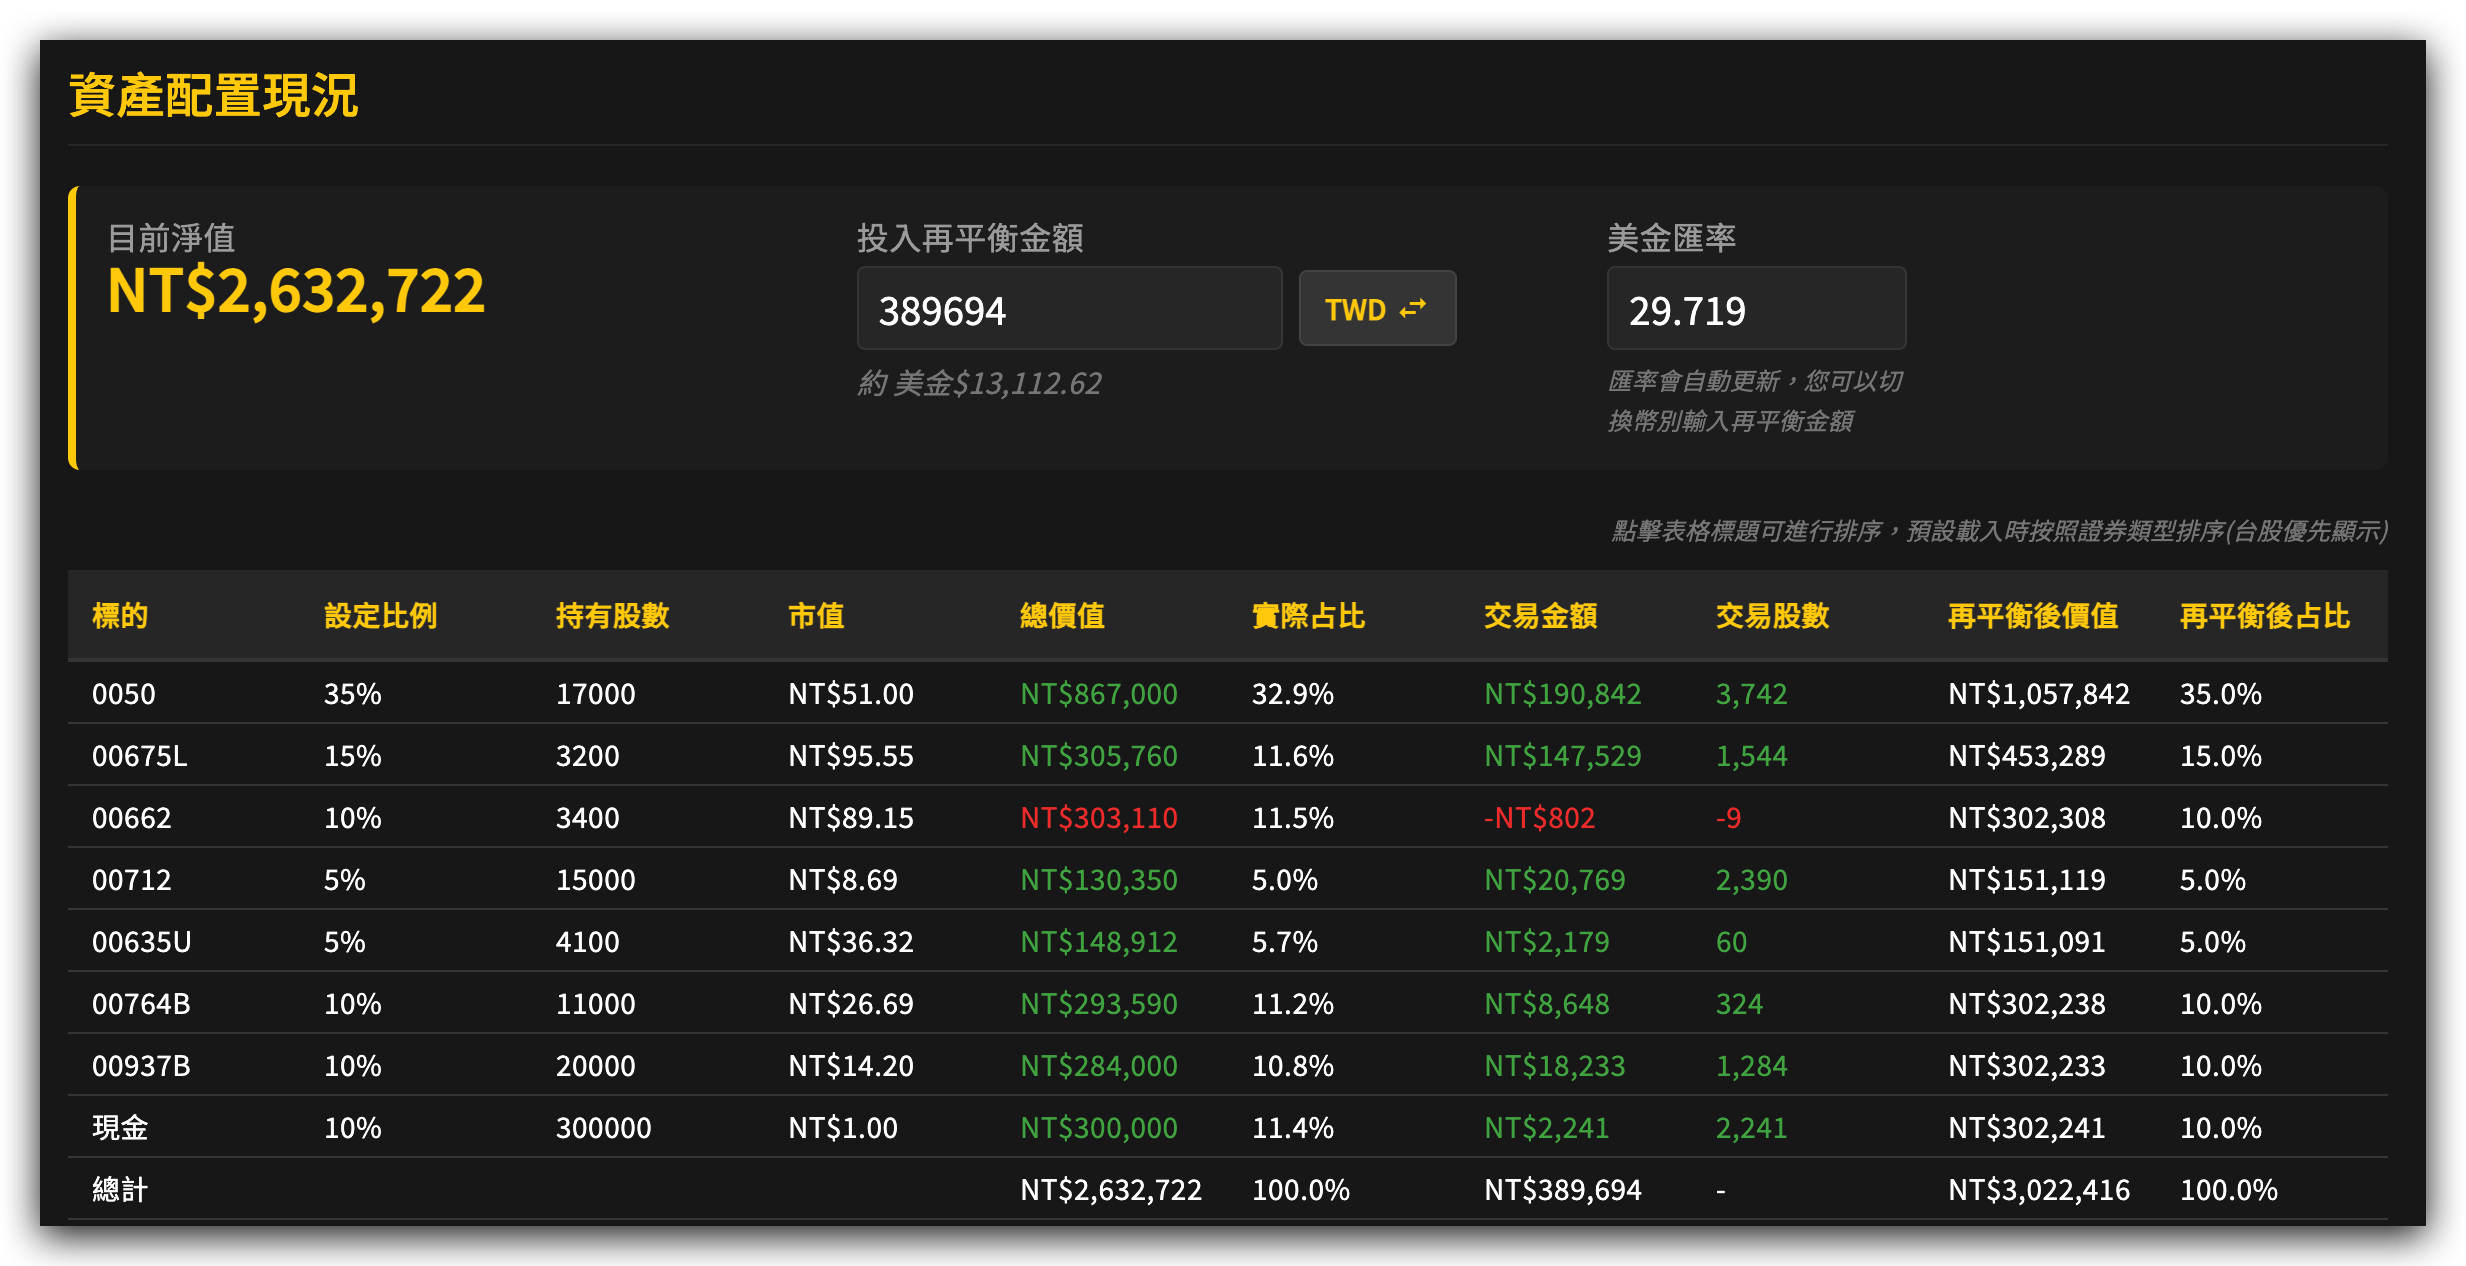 資產配置現況
目前淨值 投入再平衡金額 美金匯率
NT$2,632,722 389694 TWD 29.719
約 美金$13,112.62 匯率會自動更新，您可以切
換幣別輸入再平衡金額
點擊表格標題可進行排序，預設載入時按照證券類型排序(台股優先顯示)
標的 設定比例 持有股數 市值 總價值 實際占比 交易金額 交易股數 再平衡後價值 再平衡後占比
0050 35% 17000 NT$51.00 NT$867,000 32.9% NT$190,842 3,742 NT$1,057,842 35.0%
00675L 15% 3200 NT$95.55 NT$305,760 11.6% NT$147,529 1,544 NT$453,289 15.0%
00662 10% 3400 NT$89.15 NT$303,110 11.5% -NT$802 -9 NT$302,308 10.0%
00712 5% 15000 NT$8.69 NT$130,350 5.0% NT$20,769 2,390 NT$151,119 5.0%
00635U 5% 4100 NT$36.32 NT$148,912 5.7% NT$2,179 60 NT$151,091 5.0%
00764B 10% 11000 NT$26.69 NT$293,590 11.2% NT$8,648 324 NT$302,238 10.0%
00937B 10% 20000 NT$14.20 NT$284,000 10.8% NT$18,233 1,284 NT$302,233 10.0%
現金 10% 300000 NT$1.00 NT$300,000 11.4% NT$2,241 2,241 NT$302,241 10.0%
總計 NT$2,632,722 100.0% NT$389,694 - NT$3,022,416 100.0%